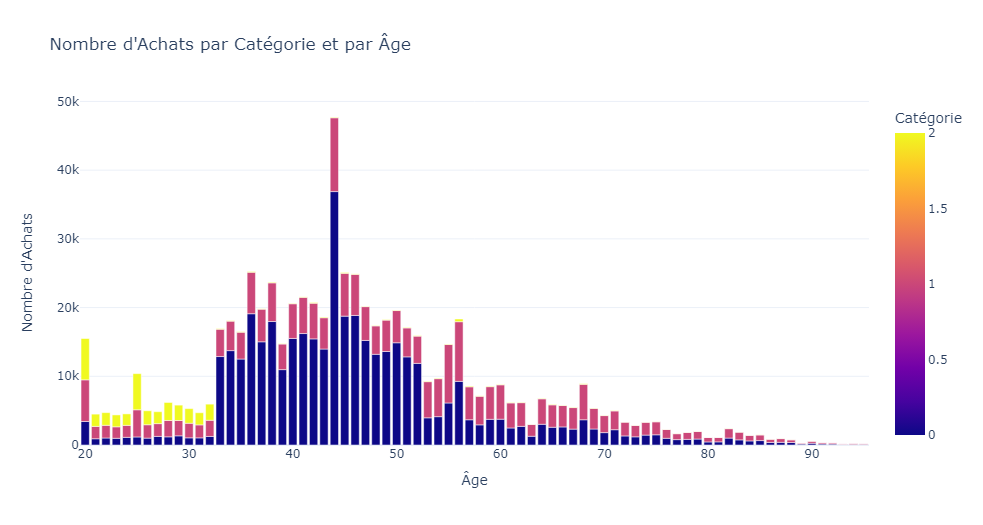 Nombre d'Achats par Catégorie et par Âge
50k
40k
30k
20k
10k
0
Nombre d'Achats
20 30 40 50 60 70 80 90
Âge
Catégorie
2
1.5
1
0.5
0